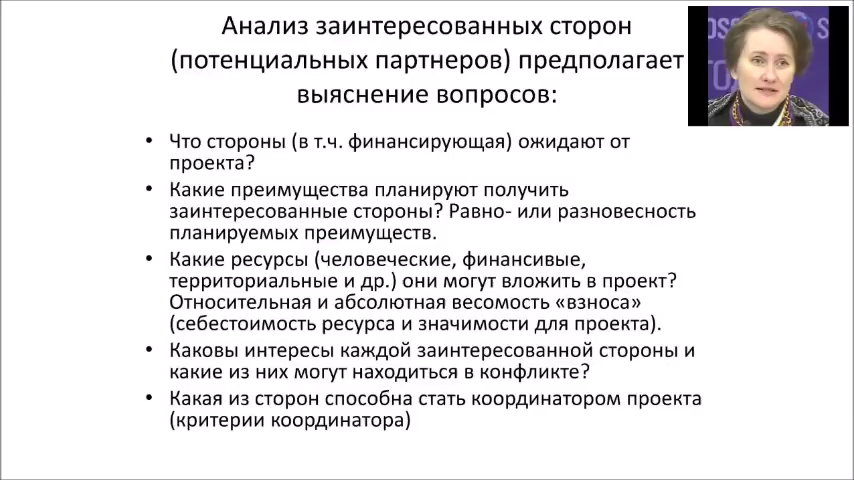 Анализ заинтересованных сторон
(потенциальных партнеров) предполагает
выяснение вопросов:
• Что стороны (в т.ч. финансирующая) ожидают от
проекта?
• Какие преимущества планируют получить
заинтересованные стороны? Равно- или разновесность
планируемых преимуществ.
• Какие ресурсы (человеческие, финансивые,
территориальные и др.) они могут вложить в проект?
Относительная и абсолютная весомость «взноса»
(себестоимость ресурса и значимости для проекта).
• Каковы интересы каждой заинтересованной стороны и
какие из них могут находиться в конфликте?
• Какая из сторон способна стать координатором проекта
(критерии координатора)